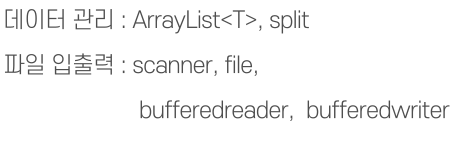 데이터 관리 : ArrayList<T>, split
파일 입출력 : scanner, file,
bufferedreader, bufferedwriter